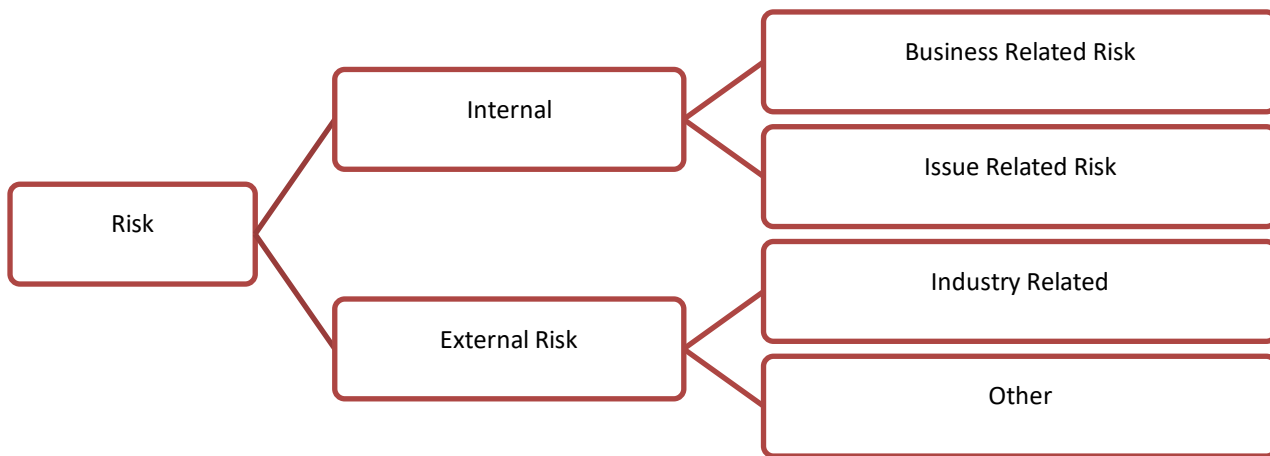 Risk
Internal
Business Related Risk
Issue Related Risk
External Risk
Industry Related
Other